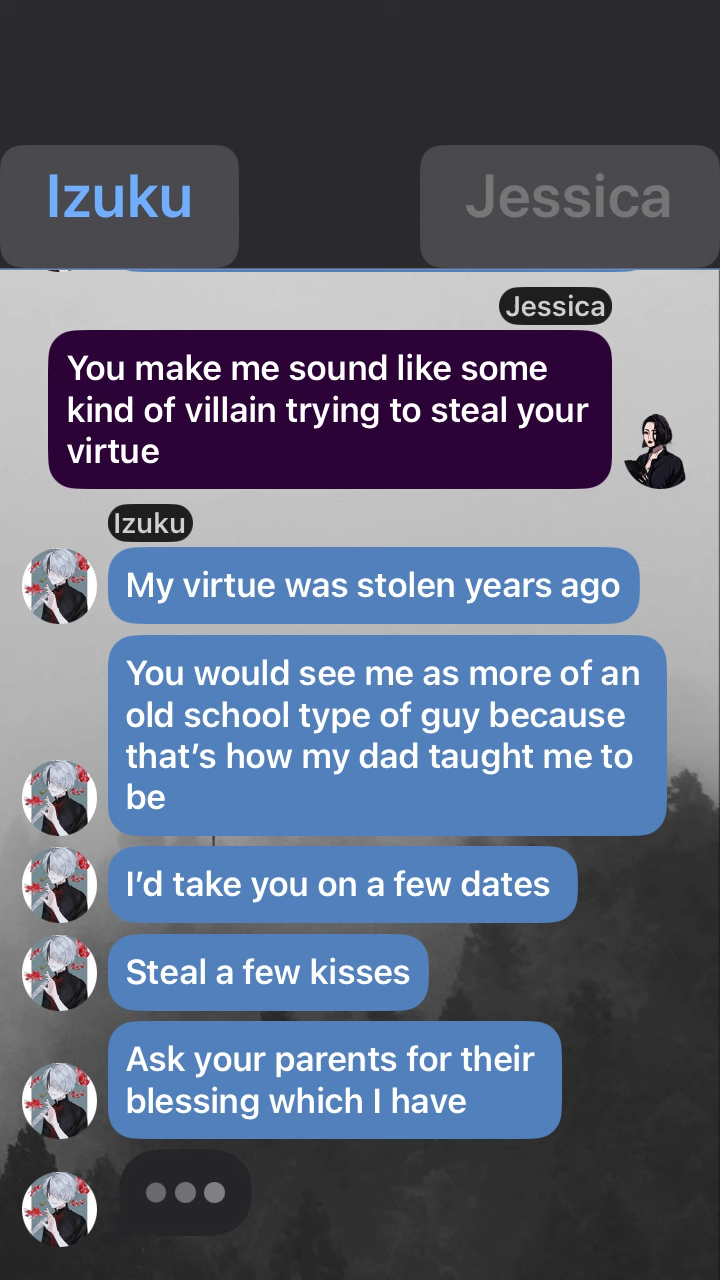 Izuku
Jessica
Jessica
You make me sound like some
kind of villain trying to steal your
virtue
Izuku
My virtue was stolen years ago
You would see me as more of an
old school type of guy because
that’s how my dad taught me to
be
I’d take you on a few dates
Steal a few kisses
Ask your parents for their
blessing which I have